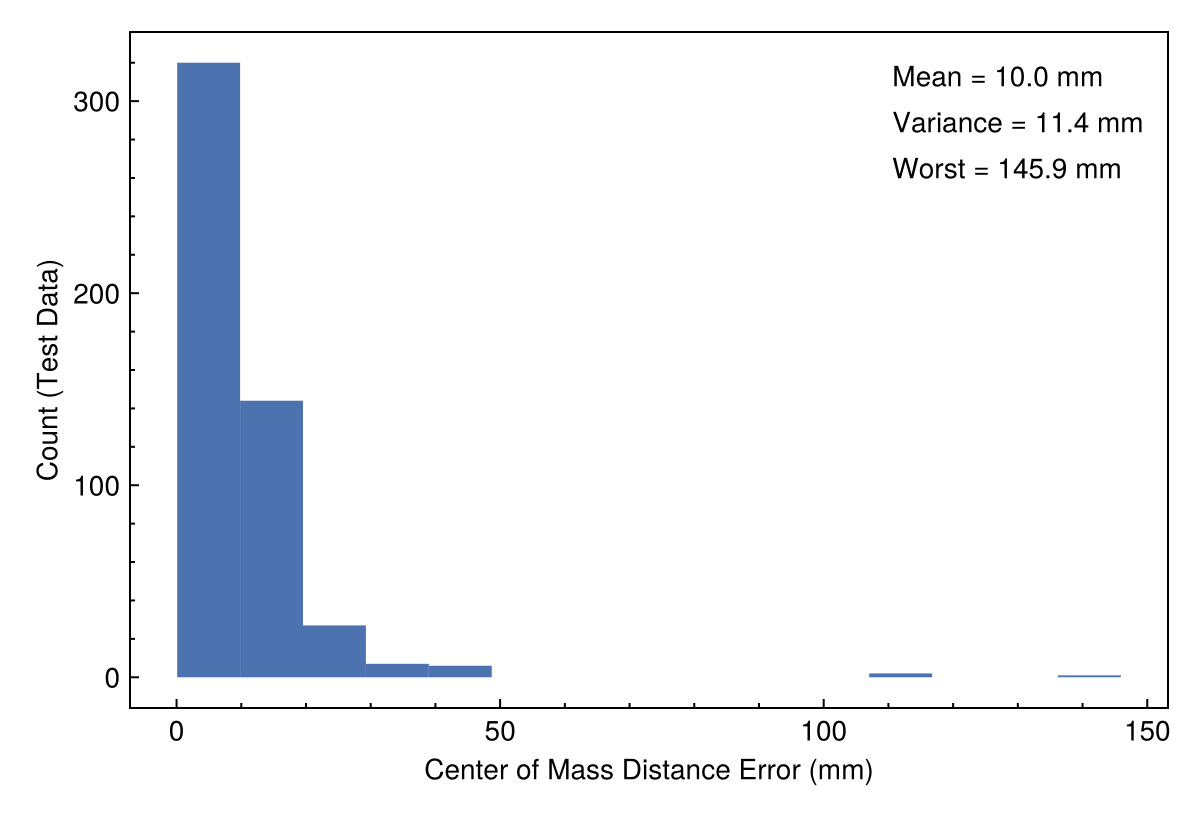 Mean = 10.0 mm
Variance = 11.4 mm
Worst = 145.9 mm
Count (Test Data)
300
200
100
0
0 50 100 150
Center of Mass Distance Error (mm)